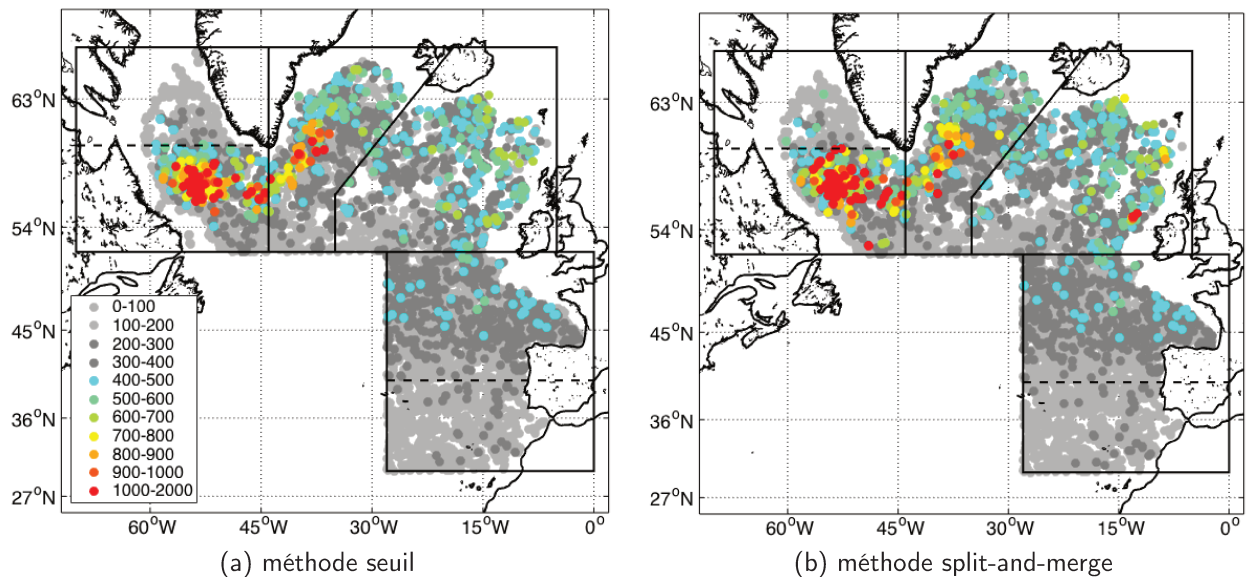 63°N
54°N
45°N
36°N
27°N
0-100
100-200
200-300
300-400
400-500
500-600
600-700
700-800
800-900
900-1000
1000-2000
60°W 45°W 30°W 15°W 0°
(a) méthode seuil
63°N
54°N
45°N
36°N
27°N
60°W 45°W 30°W 15°W 0°
(b) méthode split-and-merge